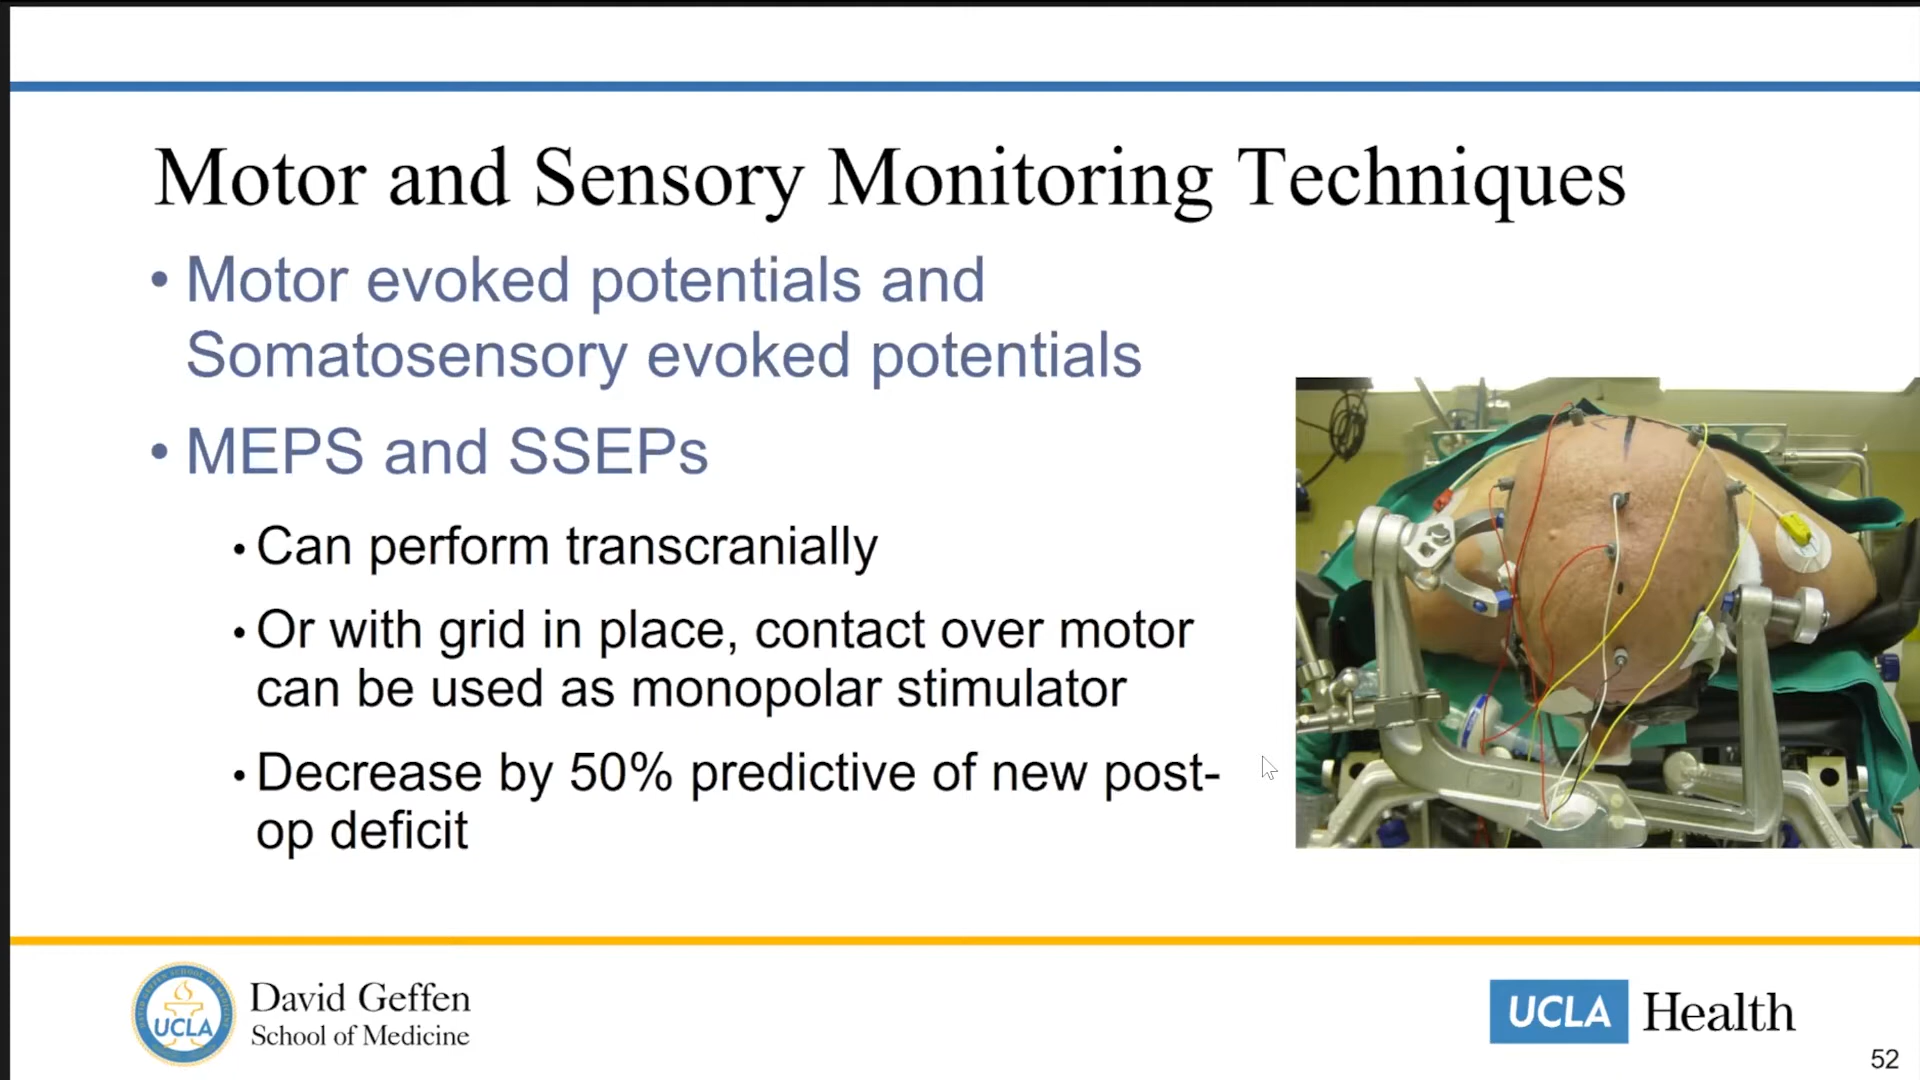 Motor and Sensory Monitoring Techniques
• Motor evoked potentials and
Somatosensory evoked potentials
• MEPS and SSEPs
• Can perform transcranially
• Or with grid in place, contact over motor
can be used as monopolar stimulator
• Decrease by 50% predictive of new post-
op deficit
UCLA
David Geffen
School of Medicine
UCLA Health
52